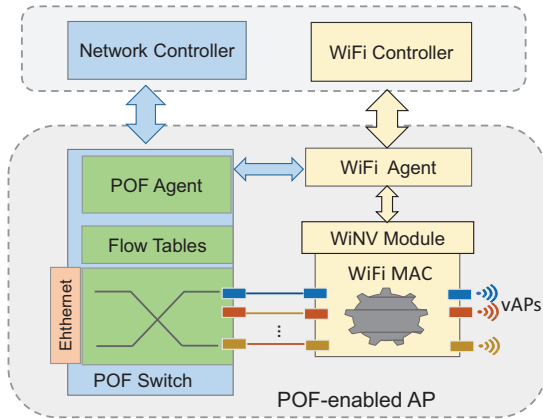 Network Controller
WiFi Controller
POF Agent
WiFi Agent
Flow Tables
WiNV Module
WiFi MAC
Ehthernet
vAPs
...
POF Switch
POF-enabled AP